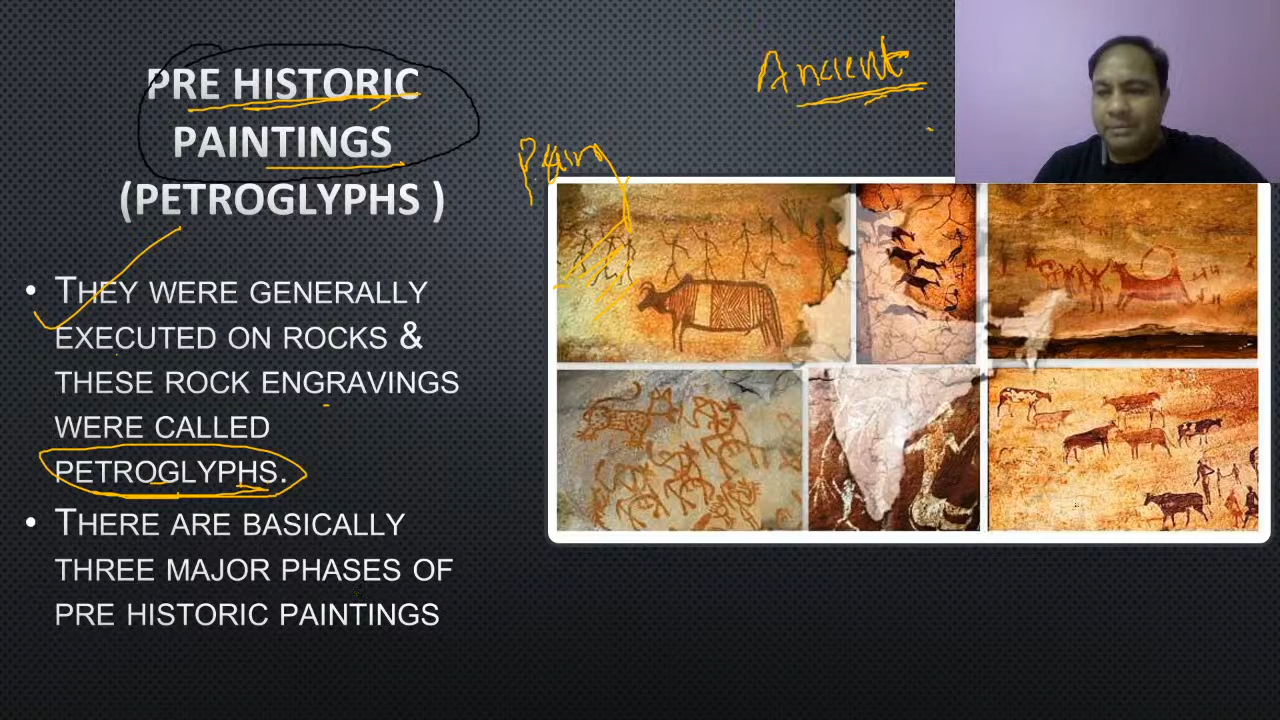 PRE HISTORIC
PAINTINGS
(PETROGLYPHS )
Ancient
• THEY WERE GENERALLY
EXECUTED ON ROCKS &
THESE ROCK ENGRAVINGS
WERE CALLED
PETROGLYPHS.
• THERE ARE BASICALLY
THREE MAJOR PHASES OF
PRE HISTORIC PAINTINGS